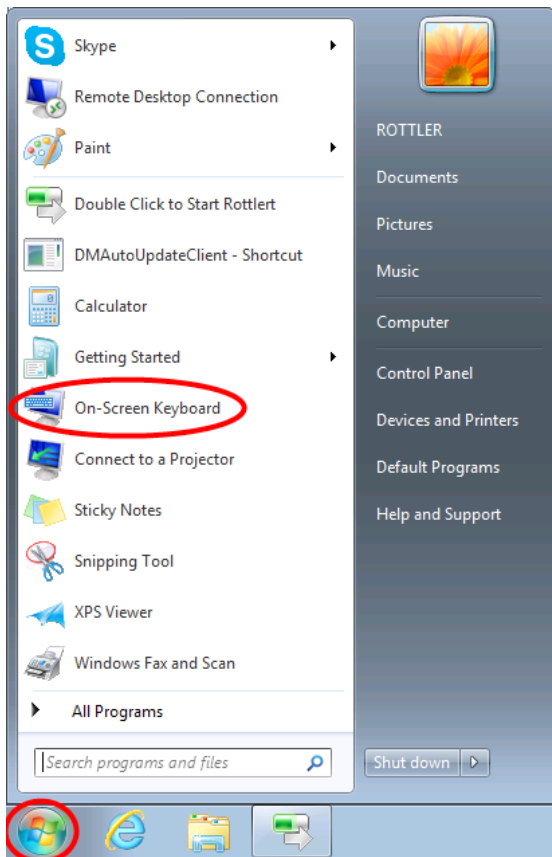 Skype
Remote Desktop Connection
Paint
Double Click to Start Rottlert
DMAutoUpdateClient - Shortcut
Calculator
Getting Started
On-Screen Keyboard
Connect to a Projector
Sticky Notes
Snipping Tool
XPS Viewer
Windows Fax and Scan
All Programs
Search programs and files
ROTTLER
Documents
Pictures
Music
Computer
Control Panel
Devices and Printers
Default Programs
Help and Support
Shut down